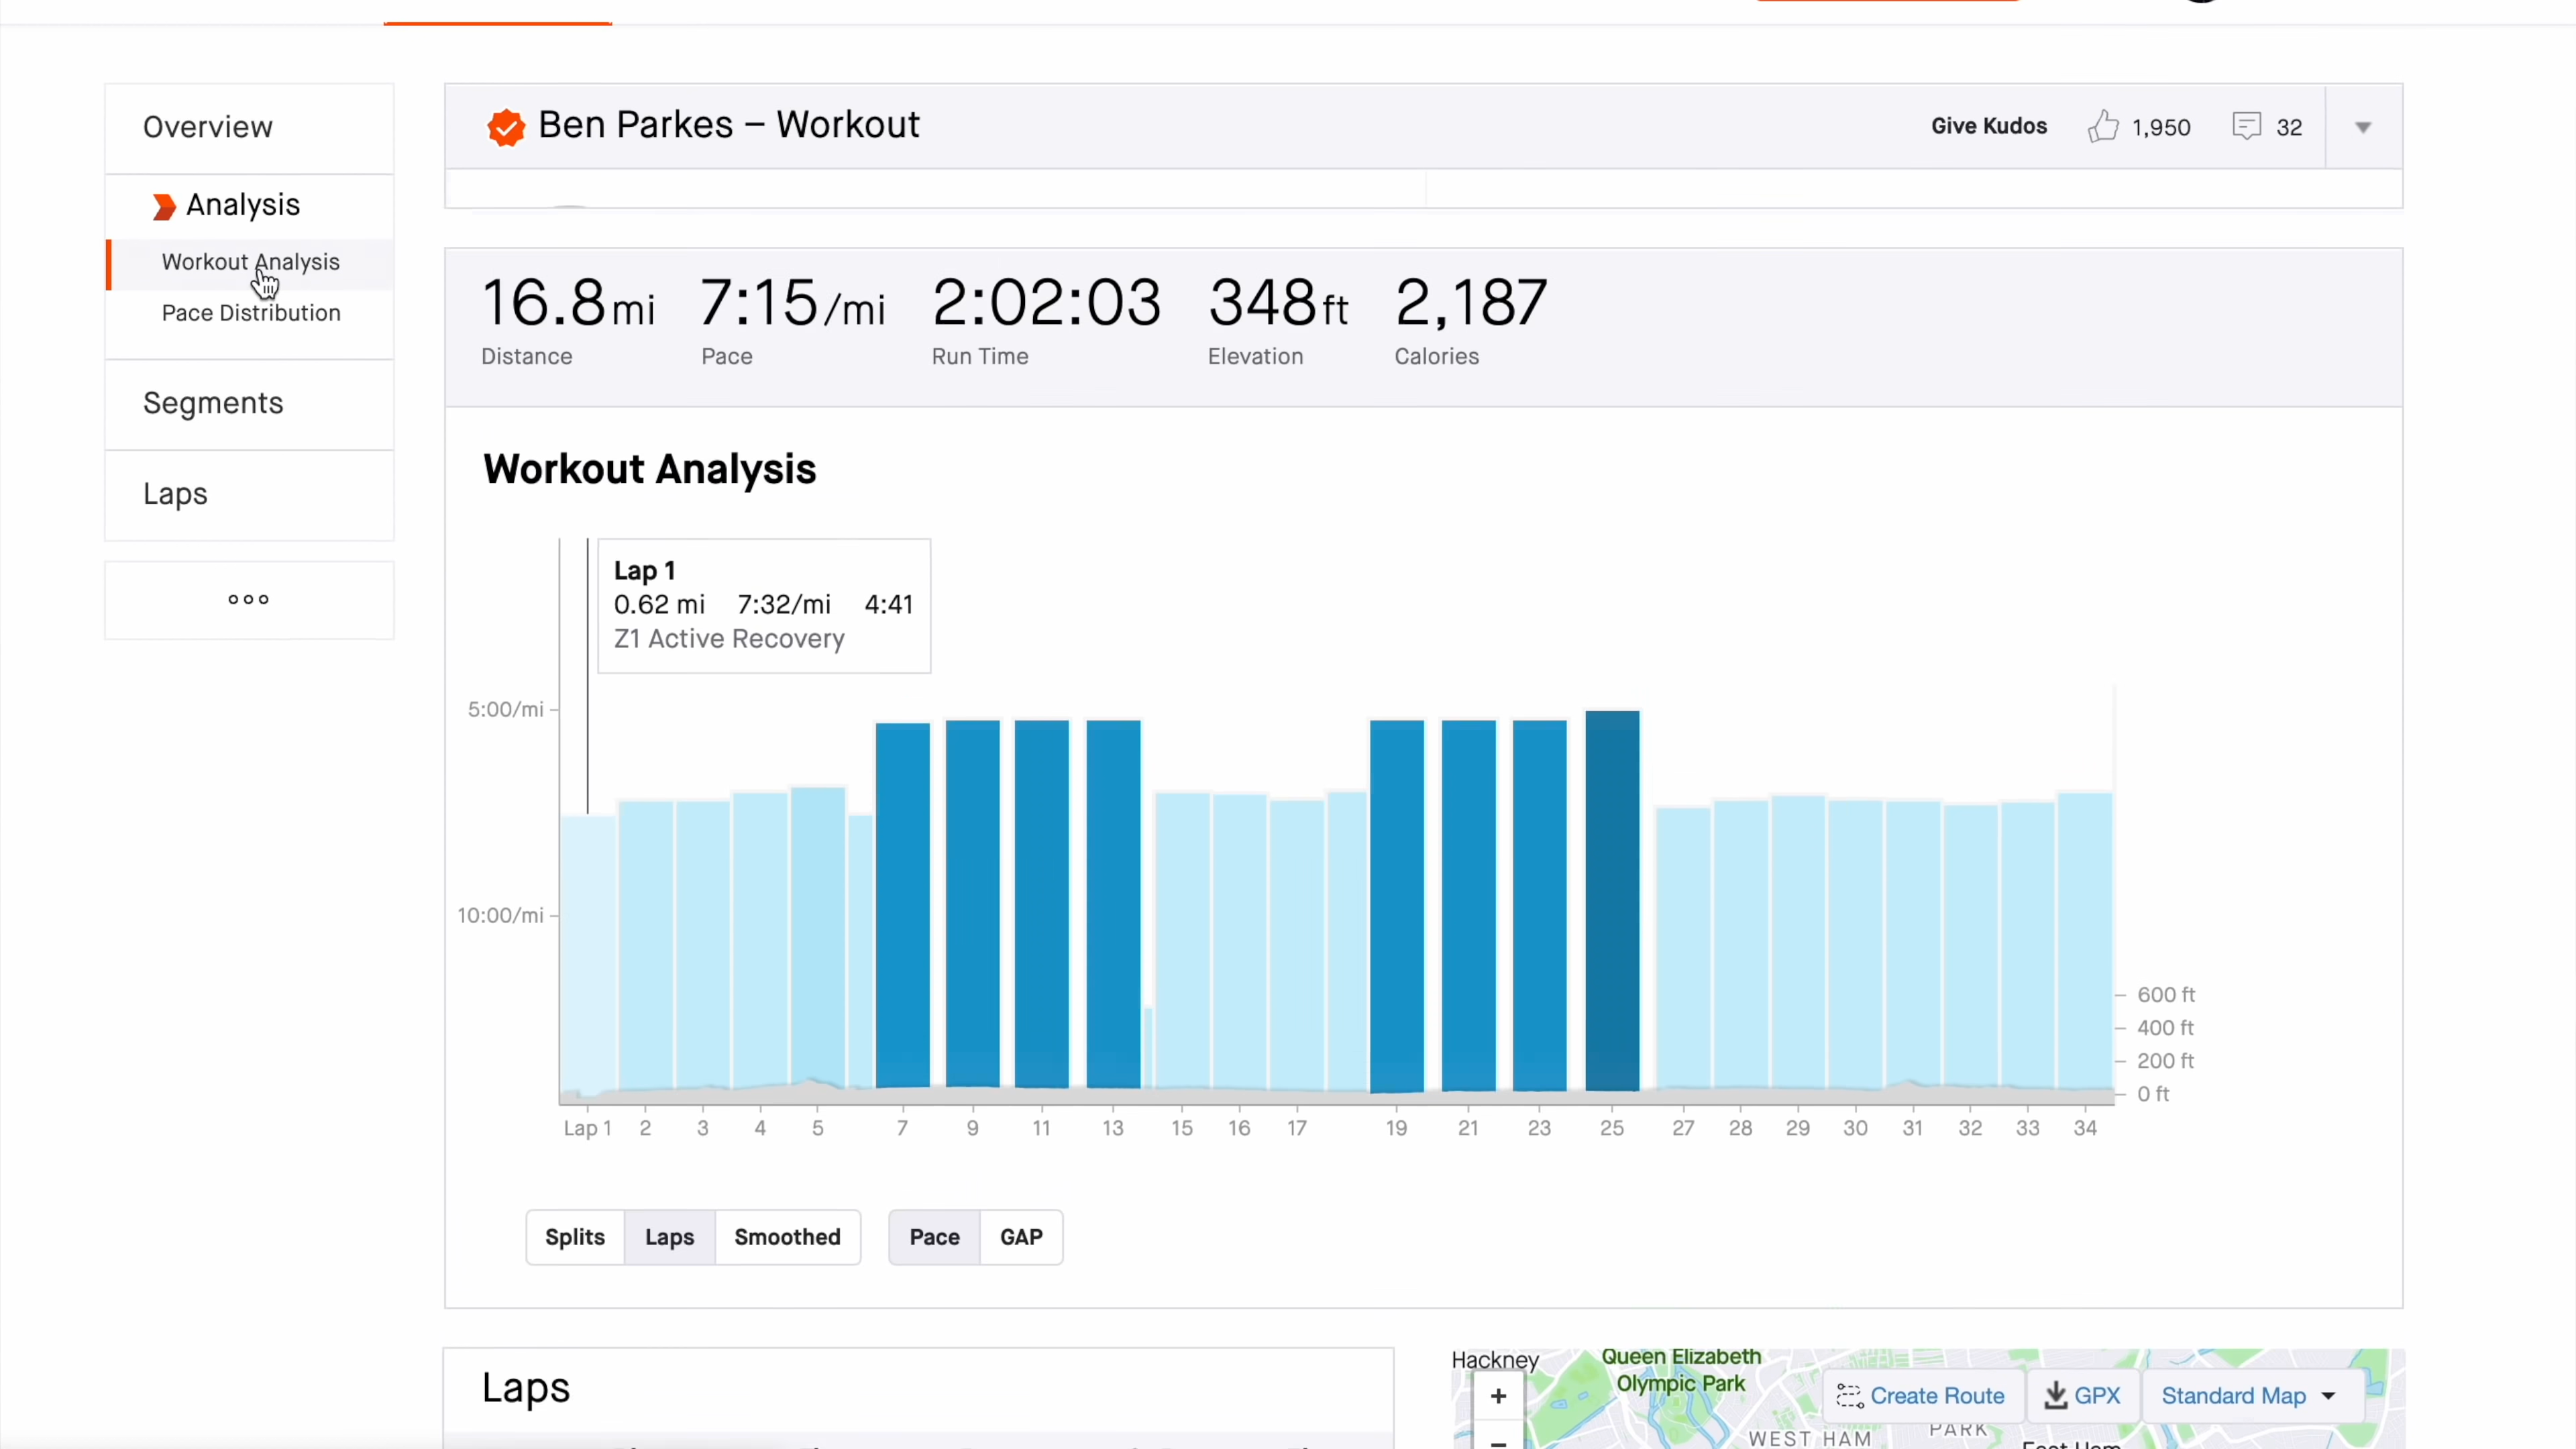 Overview
Analysis
Workout Analysis
Pace Distribution
Segments
Laps
Ben Parkes – Workout
Give Kudos 1,950 32
16.8 mi 7:15 /mi 2:02:03 348 ft 2,187
Distance Pace Run Time Elevation Calories
Workout Analysis
Lap 1
0.62 mi 7:32/mi 4:41
Z1 Active Recovery
5:00/mi
10:00/mi
600 ft
400 ft
200 ft
0 ft
Lap 1 2 3 4 5 7 9 11 13 15 16 17 19 21 23 25 27 28 29 30 31 32 33 34
Splits Laps Smoothed Pace GAP
Laps
Hackney
Queen Elizabeth
Olympic Park
+
−
Create Route GPX Standard Map
WEST HAM
PARK